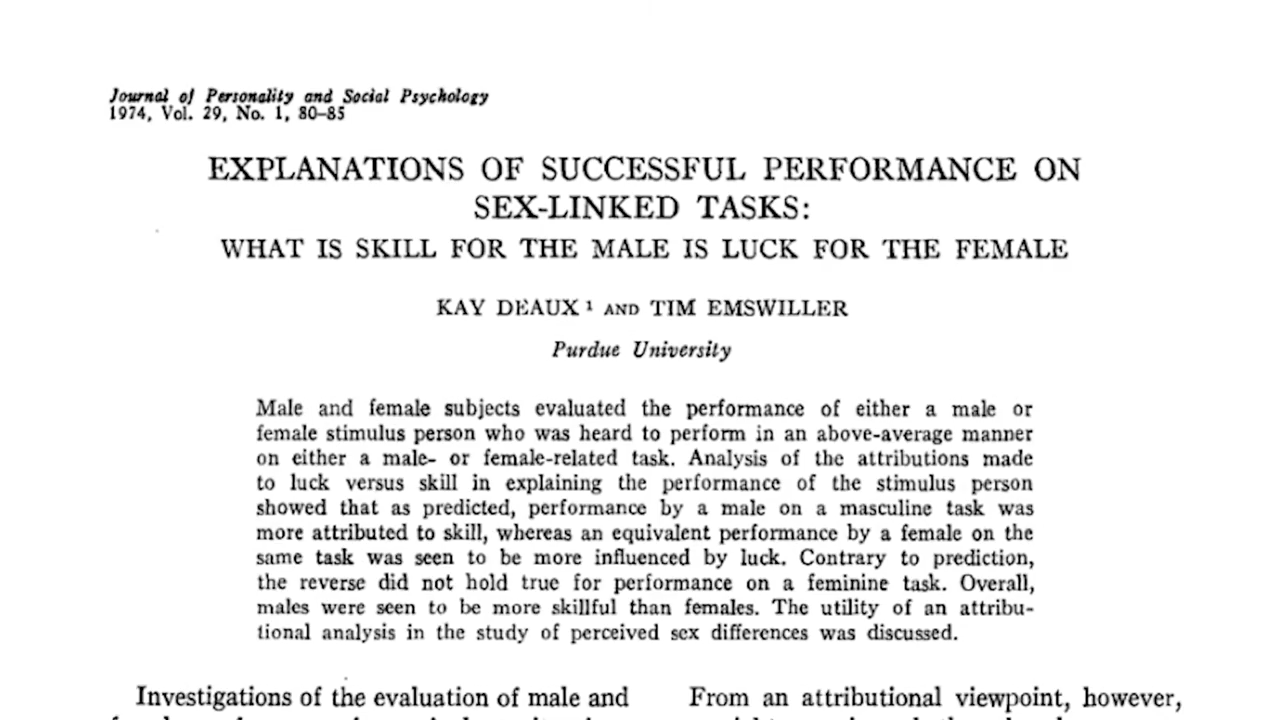 Journal of Personality and Social Psychology
1974, Vol. 29, No. 1, 80–85
EXPLANATIONS OF SUCCESSFUL PERFORMANCE ON
SEX-LINKED TASKS:
WHAT IS SKILL FOR THE MALE IS LUCK FOR THE FEMALE
KAY DEAUX ¹ AND TIM EMSWILLER
Purdue University
Male and female subjects evaluated the performance of either a male or
female stimulus person who was heard to perform in an above-average manner
on either a male- or female-related task. Analysis of the attributions made
to luck versus skill in explaining the performance of the stimulus person
showed that as predicted, performance by a male on a masculine task was
more attributed to skill, whereas an equivalent performance by a female on the
same task was seen to be more influenced by luck. Contrary to prediction,
the reverse did not hold true for performance on a feminine task. Overall,
males were seen to be more skillful than females. The utility of an attribu-
tional analysis in the study of perceived sex differences was discussed.
Investigations of the evaluation of male and
From an attributional viewpoint, however,